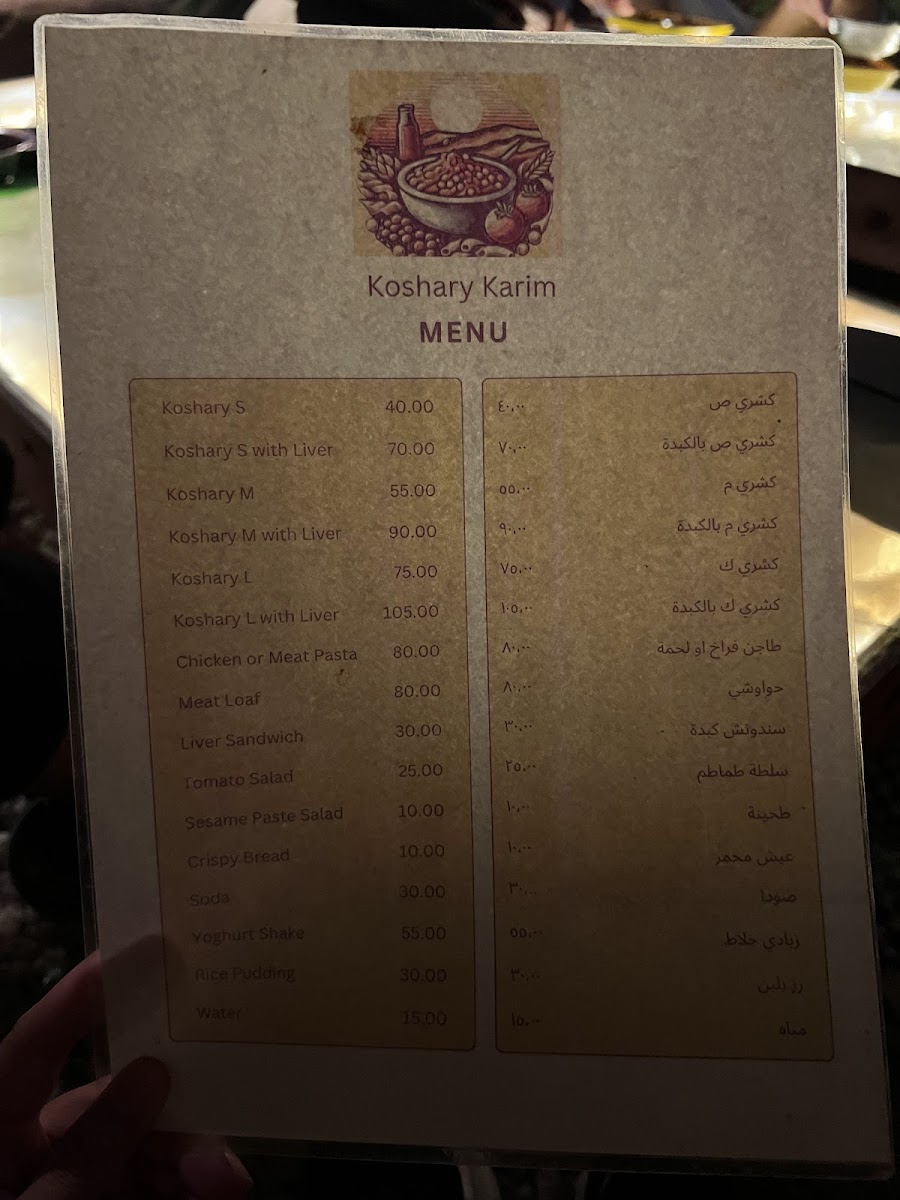 Koshary Karim
MENU
Koshary S 40.00
Koshary S with Liver 70.00
Koshary M 55.00
Koshary M with Liver 90.00
Koshary L 75.00
Koshary L with Liver 105.00
Chicken or Meat Pasta 80.00
Meat Loaf 80.00
Liver Sandwich 30.00
Tomato Salad 25.00
Sesame Paste Salad 10.00
Crispy Bread 10.00
Soda 30.00
Yoghurt Shake 55.00
Rice Pudding 30.00
Water 15.00
كشري ص ٤٠,٠٠
كشري ص بالكبدة ٧٠,٠٠
كشري م ٥٥,٠٠
كشري م بالكبدة ٩٠,٠٠
كشري ك ٧٥,٠٠
كشري ك بالكبدة ١٠٥,٠٠
طاجن فراخ او لحمة ٨٠,٠٠
حواوشي ٨٠,٠٠
سندوتش كبدة ٣٠,٠٠
سلطة طماطم ٢٥,٠٠
طحينة ١٠,٠٠
عيش محمر ١٠,٠٠
صودا ٣٠,٠٠
زبادي خلاط ٥٥,٠٠
رز بلبن ٣٠,٠٠
مياه ١٥,٠٠